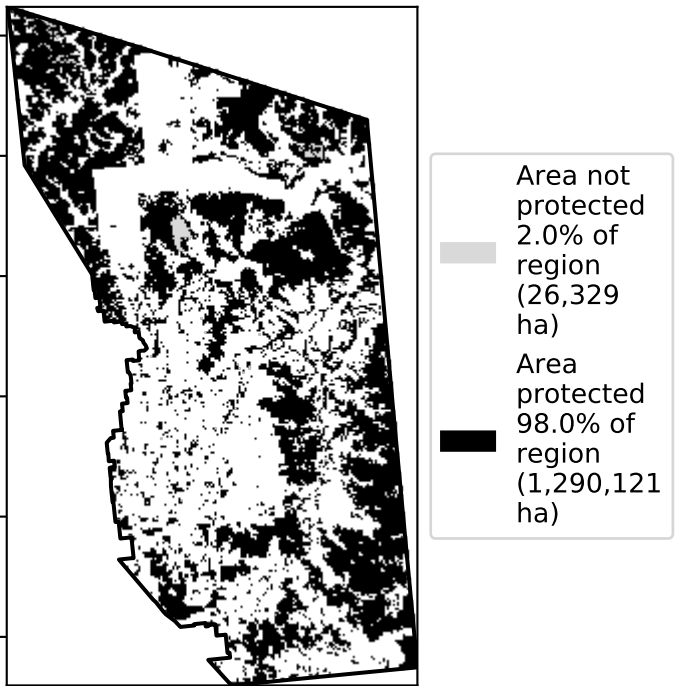 Area not
protected
2.0% of
region
(26,329
ha)
Area
protected
98.0% of
region
(1,290,121
ha)